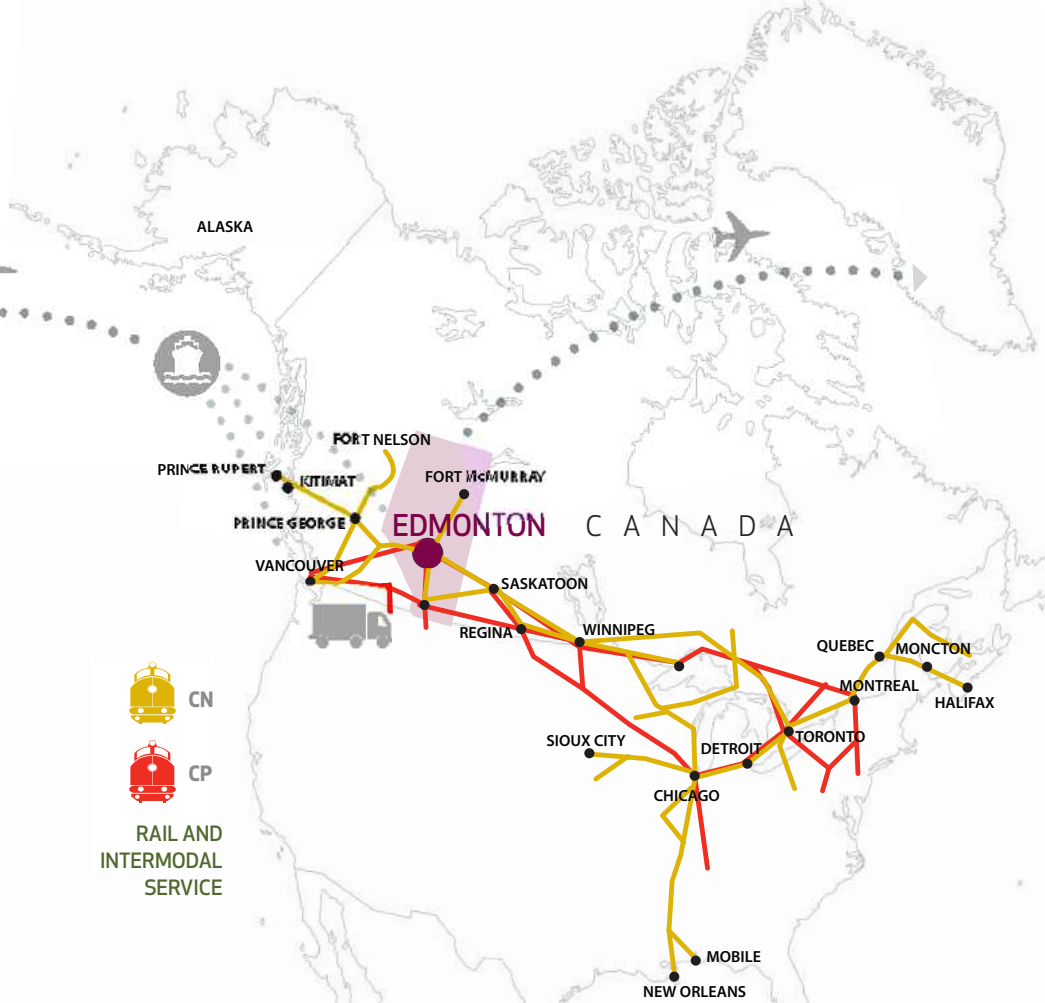 ALASKA
FORT NELSON
PRINCE RUPERT
KITIMAT
FORT McMURRAY
PRINCE GEORGE
EDMONTON
CANADA
VANCOUVER
SASKATOON
REGINA
WINNIPEG
QUEBEC
MONCTON
MONTREAL
HALIFAX
CN
SIOUX CITY
DETROIT
TORONTO
CP
CHICAGO
RAIL AND
INTERMODAL
SERVICE
MOBILE
NEW ORLEANS